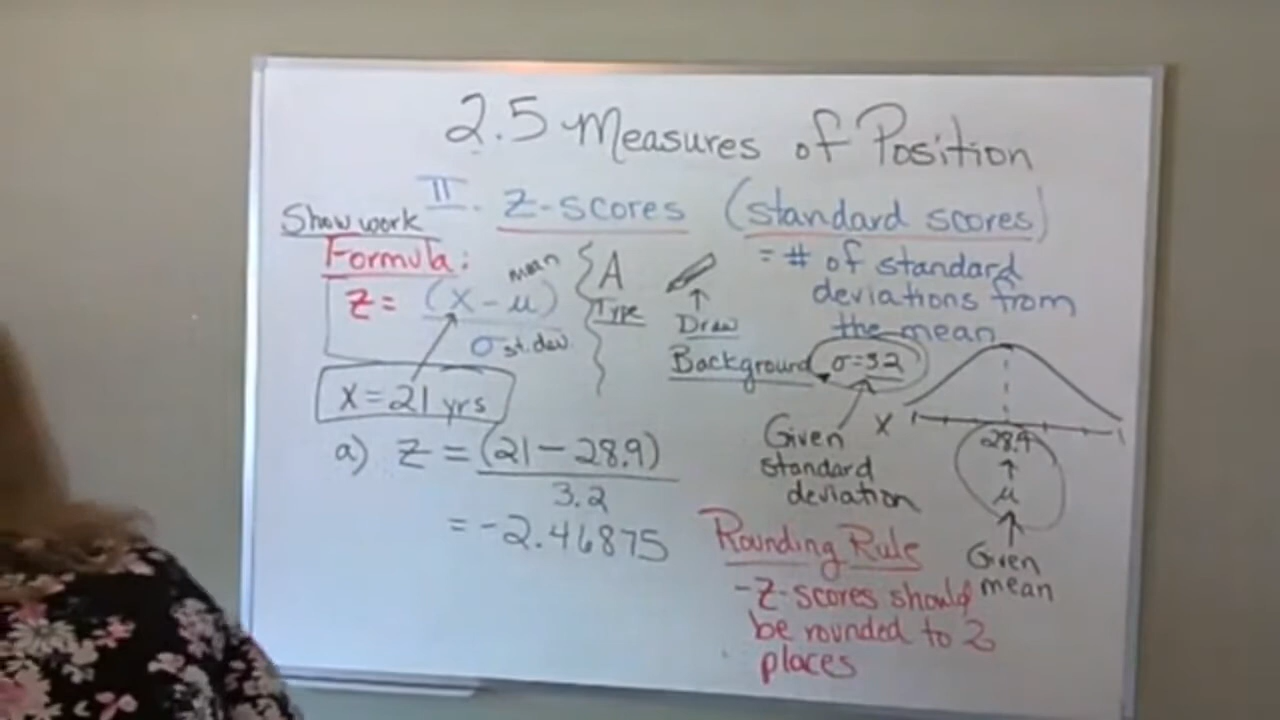 2.5 Measures of Position
II. Z-scores (standard scores)
= # of standard
deviations from
the mean
Show work
Formula:
z = (x - μ)
σ
mean
st. dev.
A
Type
Draw
Background
σ=3.2
x = 21 yrs
a) z = (21 - 28.9)
3.2
= -2.46875
Given
standard
deviation
X
28.9
μ
Given
mean
Rounding Rule
- Z-scores should
be rounded to 2
places